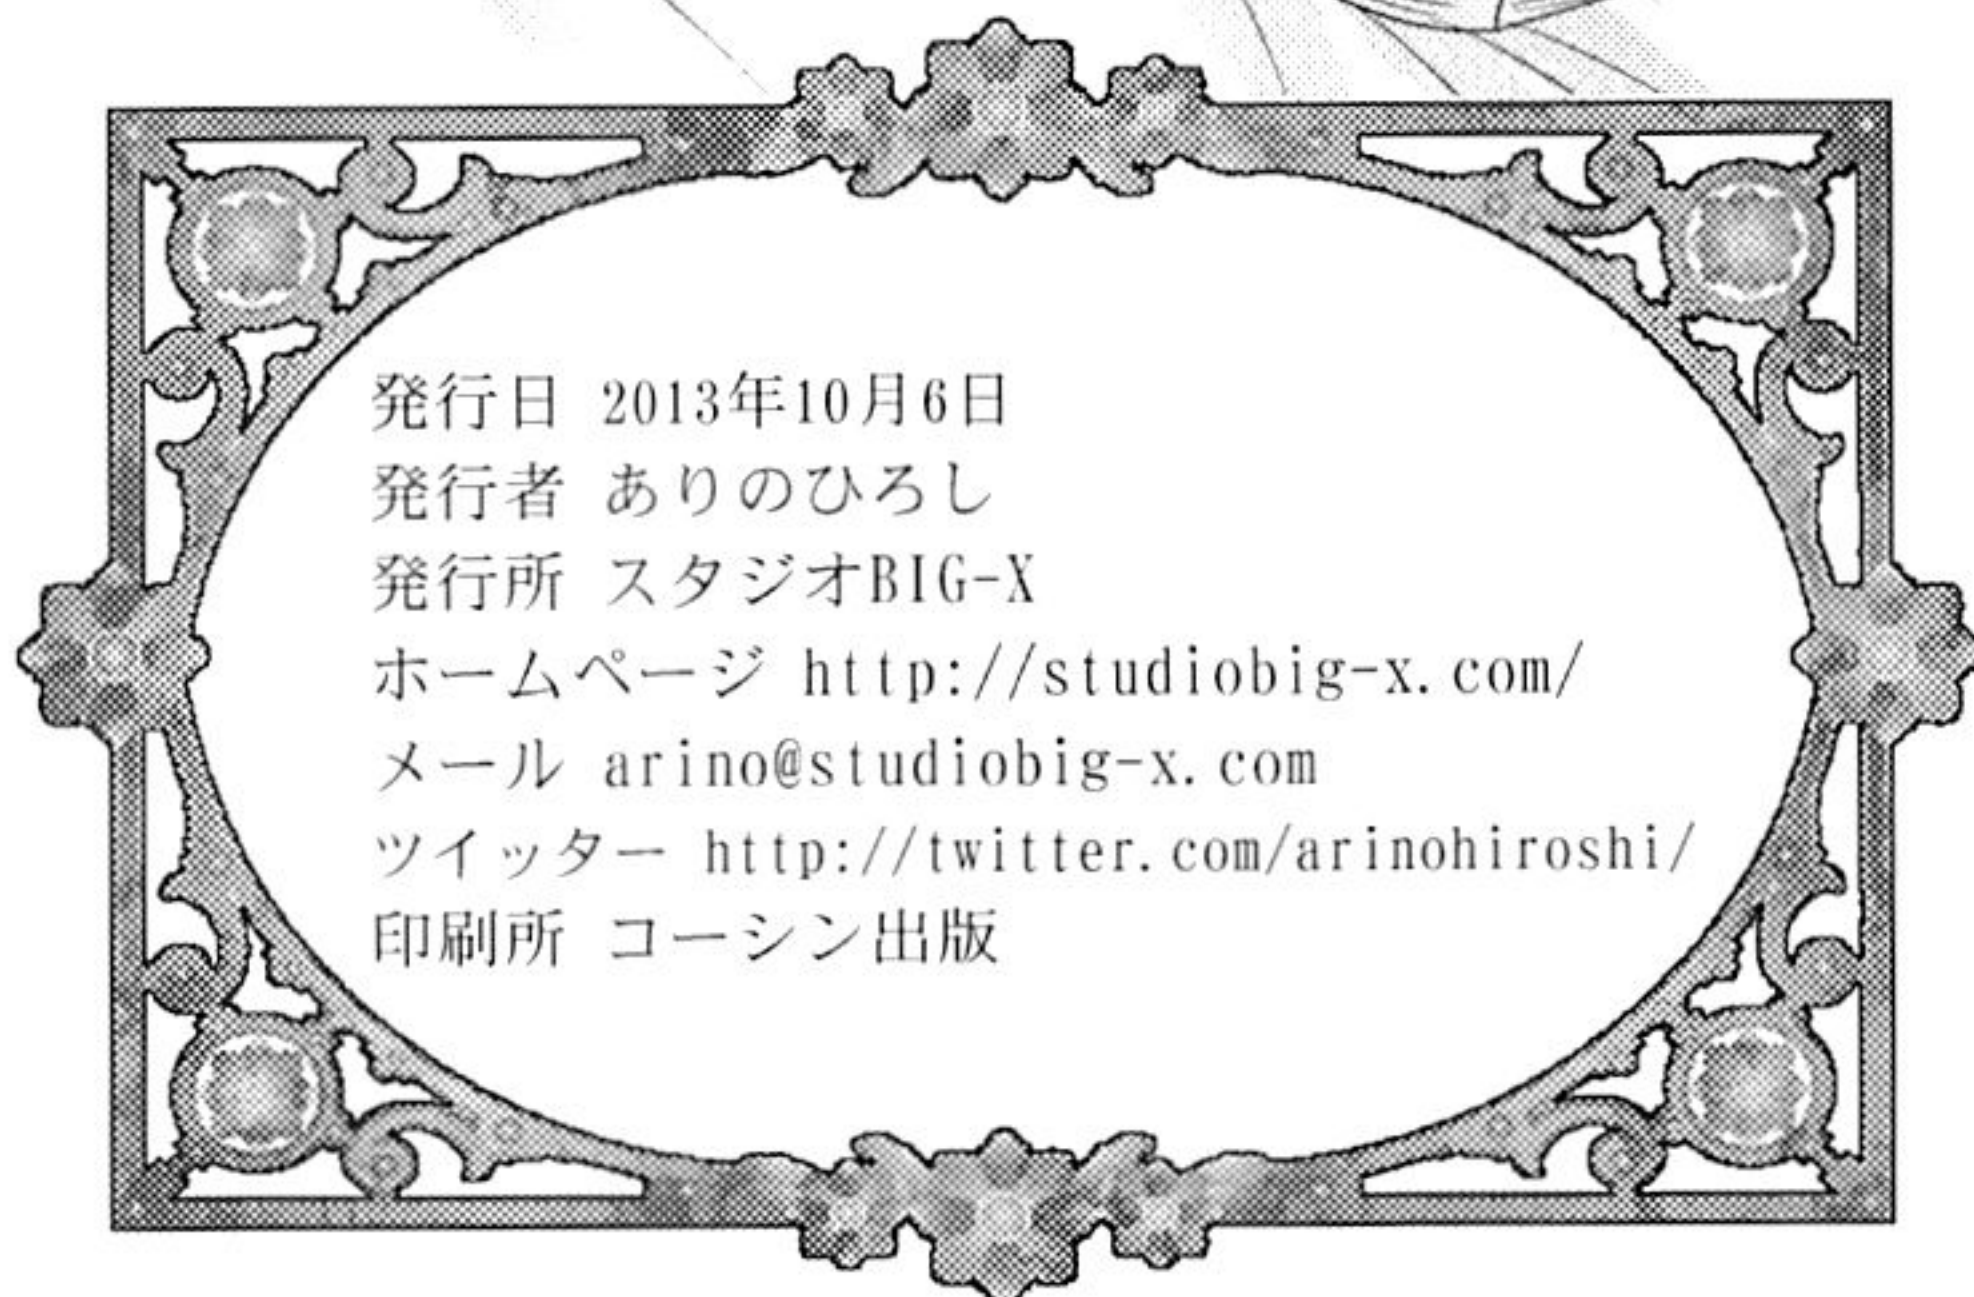 発行日 2013年10月6日
発行者 ありのひろし
発行所 スタジオBIG-X
ホームページ http://studiobig-x.com/
メール arino@studiobig-x.com
ツイッター http://twitter.com/arinohiroshi/
印刷所 コーシン出版